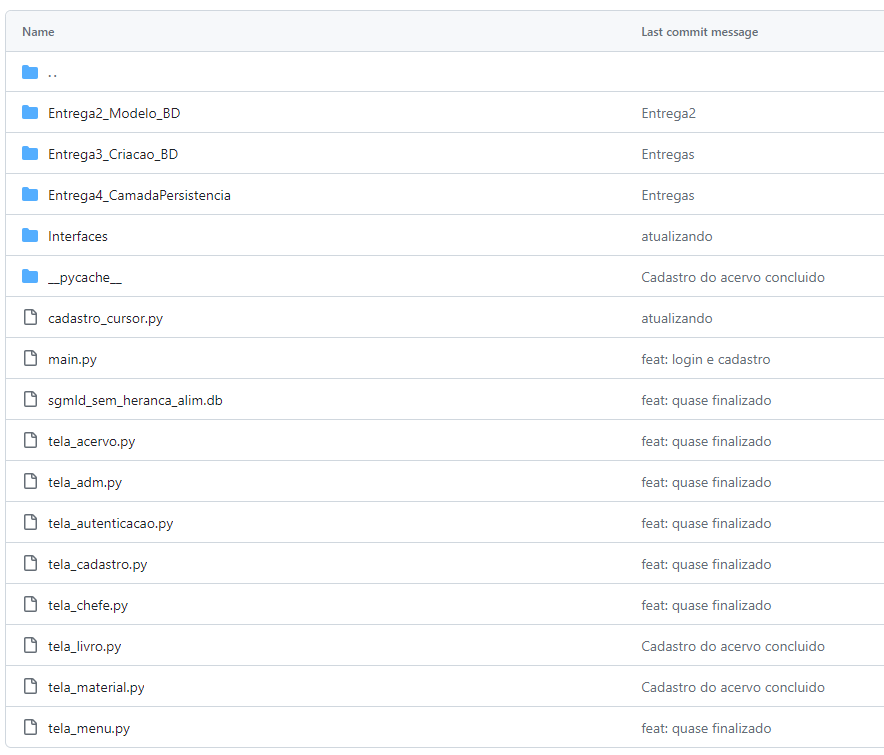 Name Last commit message
. .
Entrega2_Modelo_BD Entrega2
Entrega3_Criacao_BD Entregas
Entrega4_CamadaPersistencia Entregas
Interfaces atualizando
__pycache__ Cadastro do acervo concluido
cadastro_cursor.py atualizando
main.py feat: login e cadastro
sgmld_sem_heranca_alim.db feat: quase finalizado
tela_acervo.py feat: quase finalizado
tela_adm.py feat: quase finalizado
tela_autenticacao.py feat: quase finalizado
tela_cadastro.py feat: quase finalizado
tela_chefe.py feat: quase finalizado
tela_livro.py Cadastro do acervo concluido
tela_material.py Cadastro do acervo concluido
tela_menu.py feat: quase finalizado